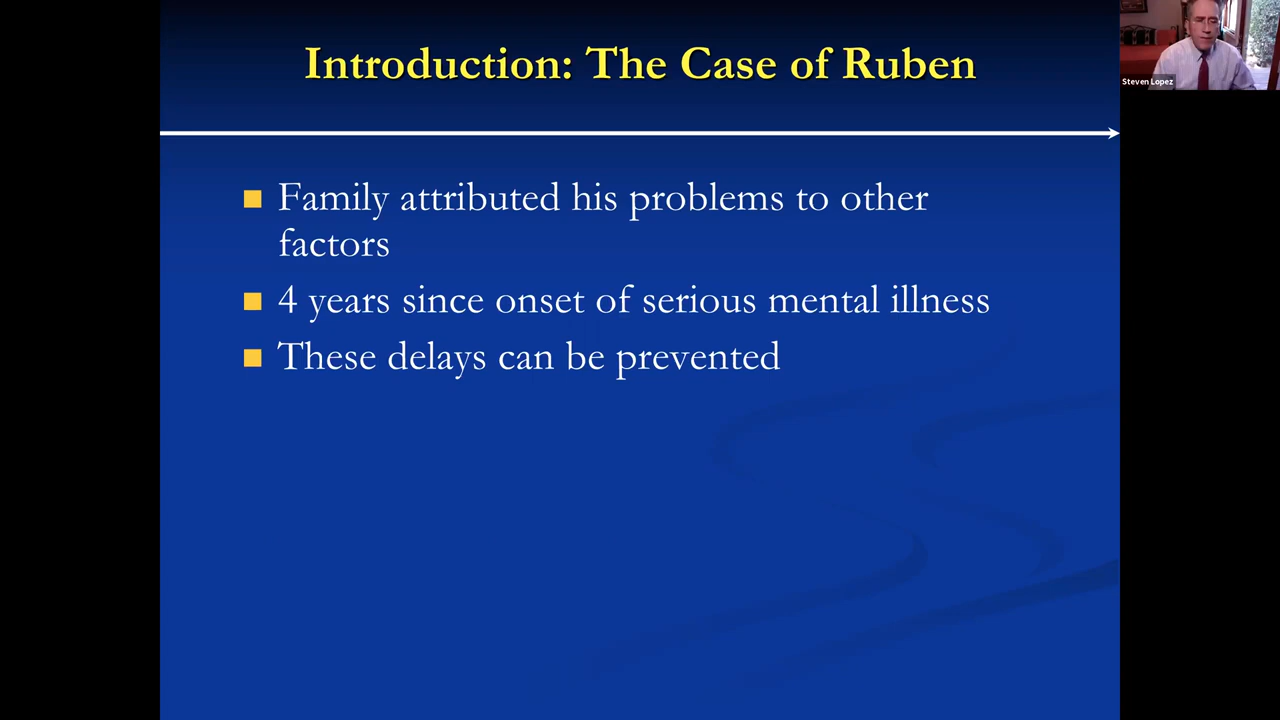 Introduction: The Case of Ruben
Steven Lopez
Family attributed his problems to other
factors
4 years since onset of serious mental illness
These delays can be prevented